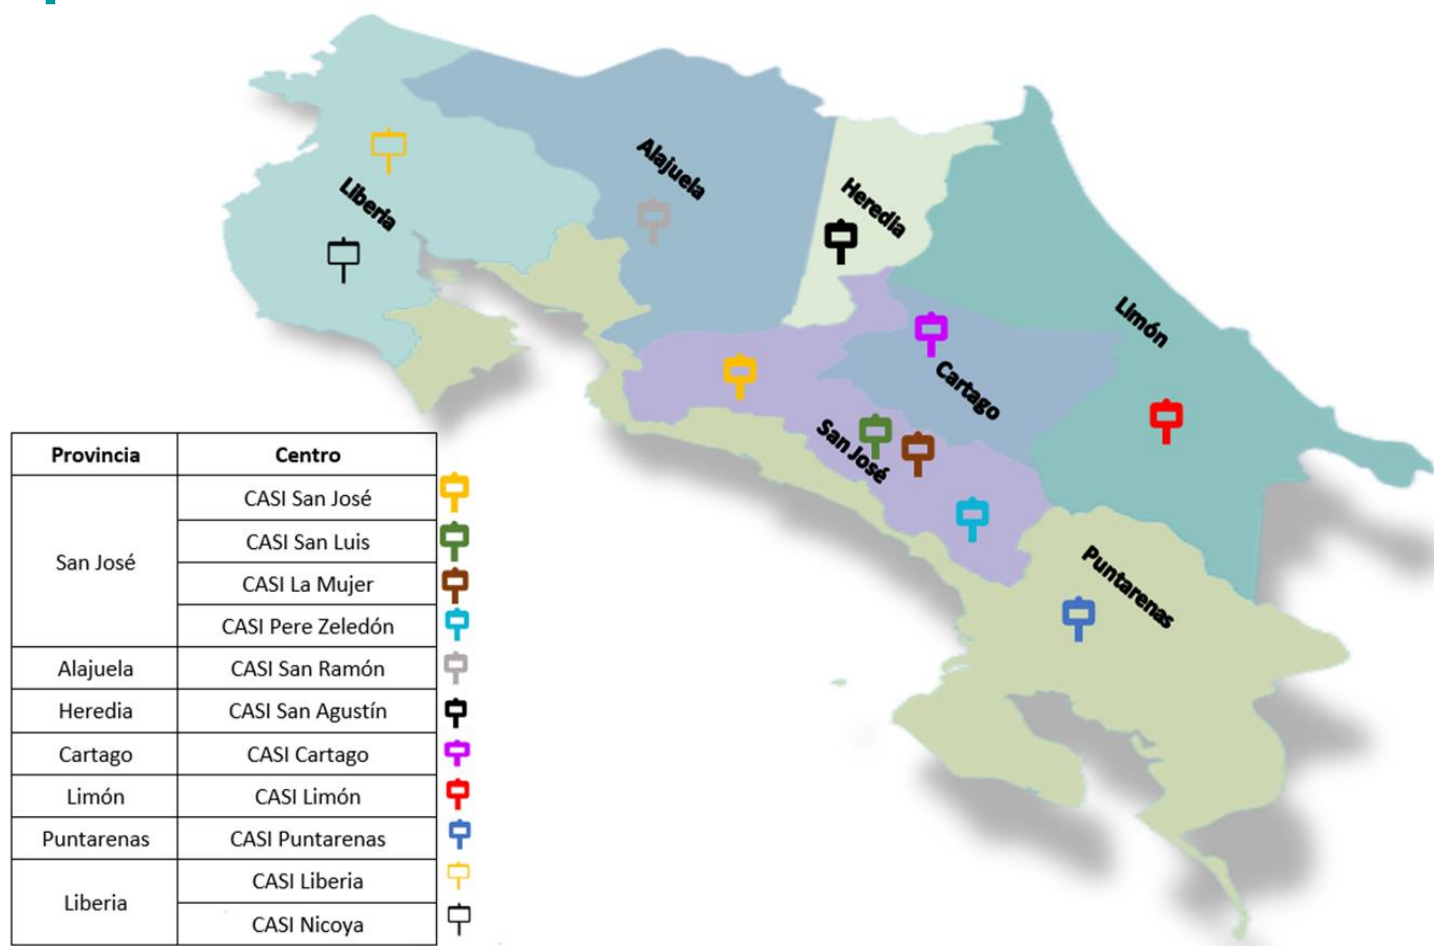 Liberia
Alajuela
Heredia
Limón
Cartago
San José
Puntarenas
Provincia Centro
San José
CASI San José
CASI San Luis
CASI La Mujer
CASI Pere Zeledón
Alajuela CASI San Ramón
Heredia CASI San Agustín
Cartago CASI Cartago
Limón CASI Limón
Puntarenas CASI Puntarenas
Liberia
CASI Liberia
CASI Nicoya